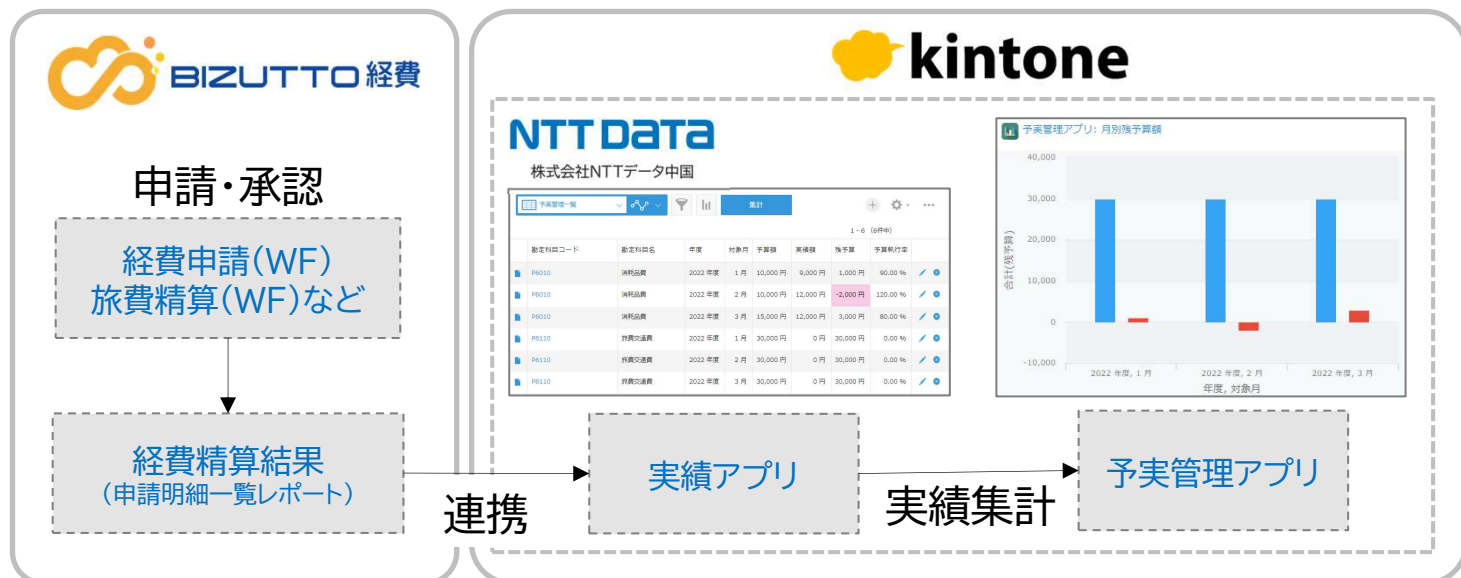 BIZUTTO経費
申請・承認
経費申請(WF)
旅費精算(WF)など
経費精算結果
(申請明細一覧レポート)
連携
kintone
NTT DATA
株式会社NTTデータ中国
予実管理一覧
集計
1 - 6 (6件中)
勘定科目コード 勘定科目名 年度 対象月 予算額 実績額 残予算 予算執行率
P6010 消耗品費 2022 年度 1 月 10,000 円 9,000 円 1,000 円 90.00 %
P6010 消耗品費 2022 年度 2 月 10,000 円 12,000 円 -2,000 円 120.00 %
P6010 消耗品費 2022 年度 3 月 15,000 円 12,000 円 3,000 円 80.00 %
P6110 旅費交通費 2022 年度 1 月 30,000 円 0 円 30,000 円 0.00 %
P6110 旅費交通費 2022 年度 2 月 30,000 円 0 円 30,000 円 0.00 %
P6110 旅費交通費 2022 年度 3 月 30,000 円 0 円 30,000 円 0.00 %
予実管理アプリ: 月別残予算額
40,000
30,000
20,000
10,000
0
-10,000
合計(残予算)
2022 年度, 1 月
2022 年度, 2 月
2022 年度, 3 月
年度, 対象月
実績アプリ
実績集計
予実管理アプリ